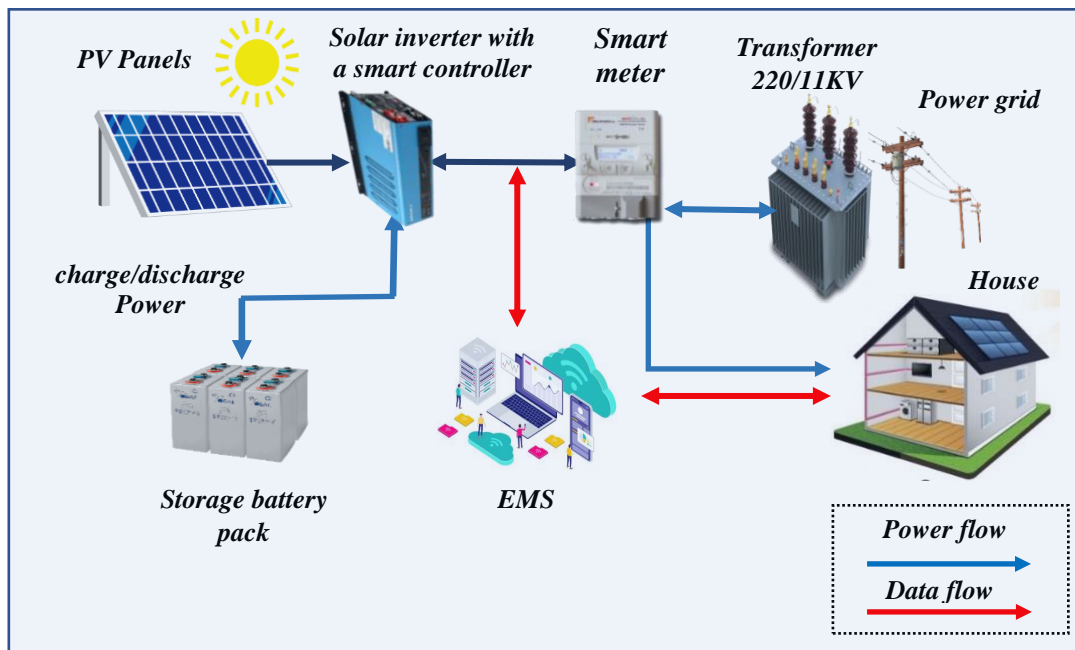 PV Panels
Solar inverter with
a smart controller
Smart
meter
Transformer
220/11KV
Power grid
charge/discharge
Power
House
Storage battery
pack
EMS
Power flow
Data flow